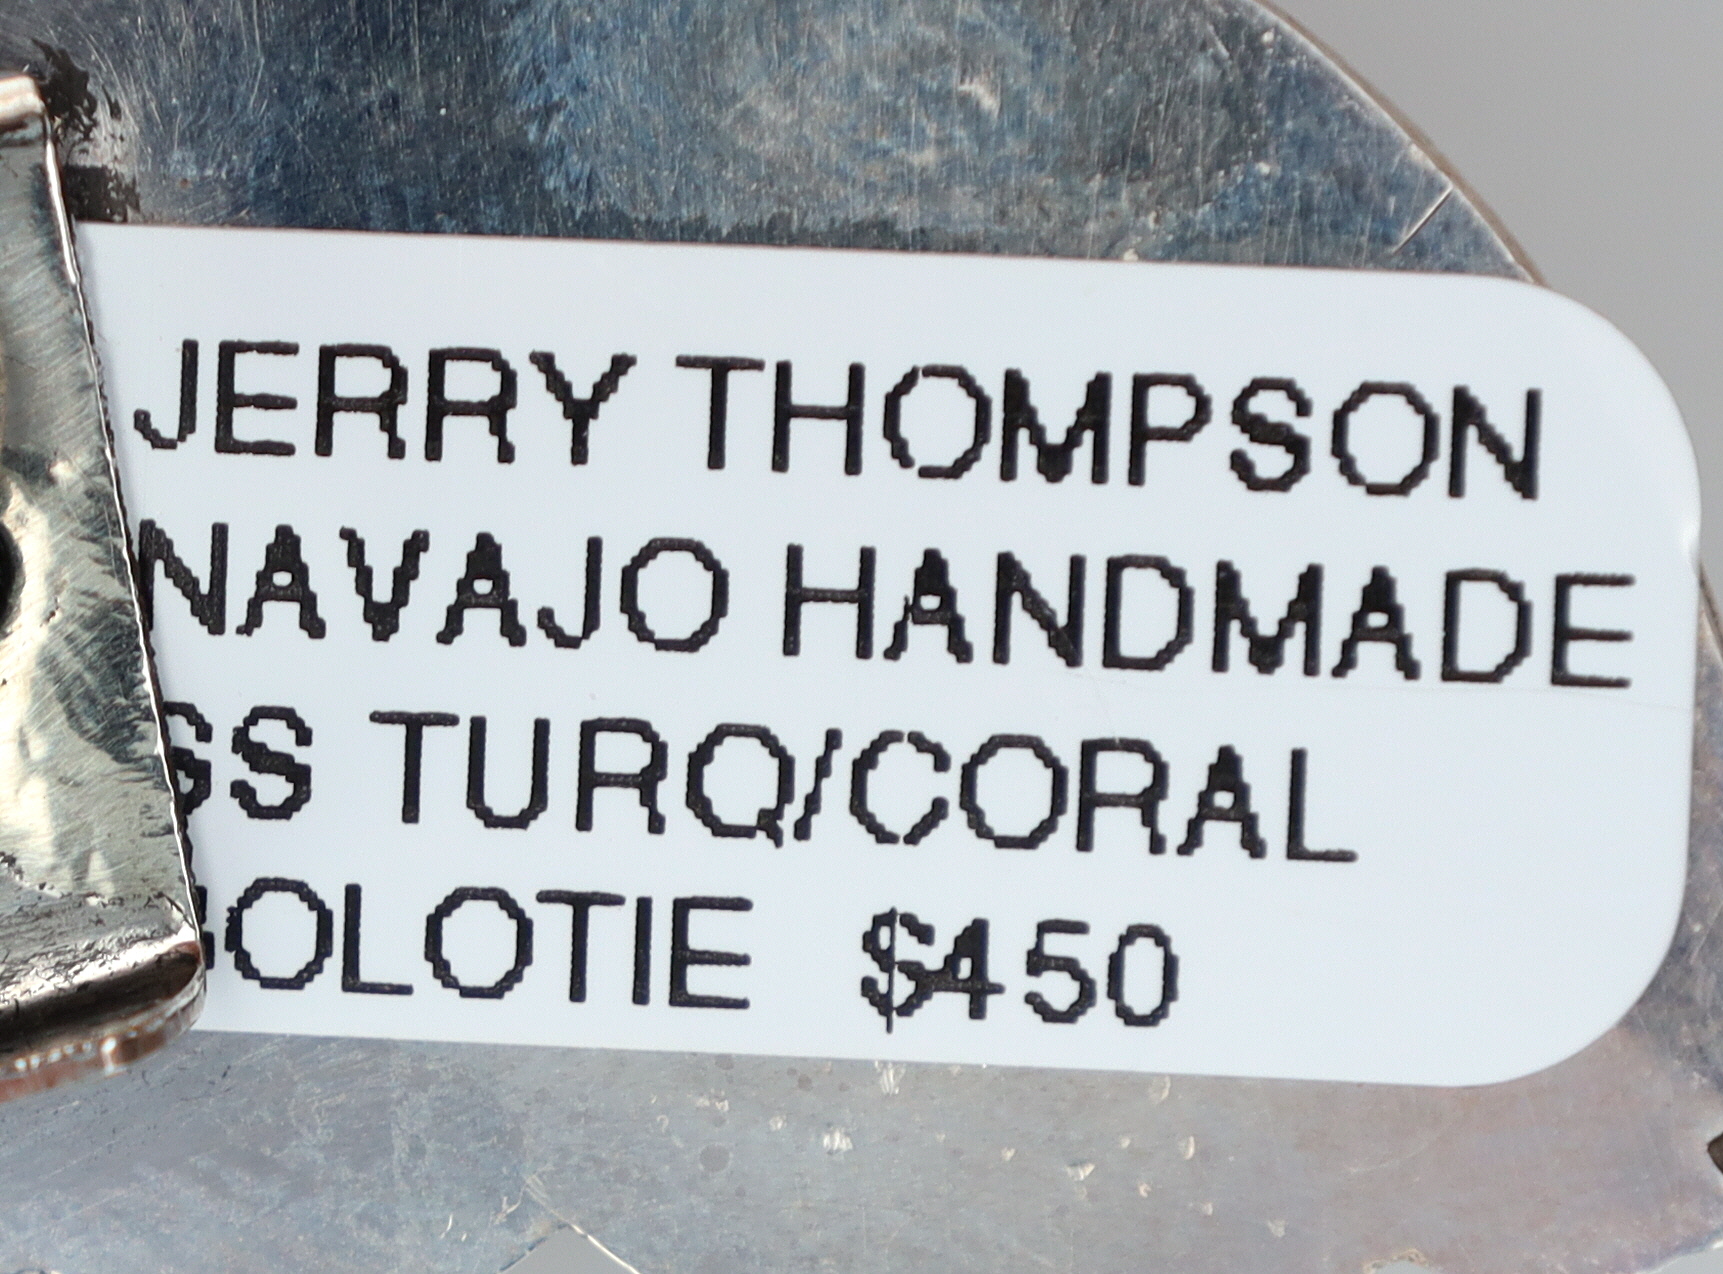 JERRY THOMPSON
NAVAJO HANDMADE
SS TURQ/CORAL
BOLOTIE $450